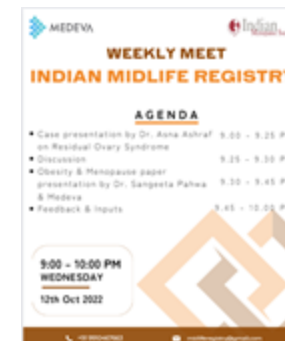 MEDEVA
Indian
WEEKLY MEET
INDIAN MIDLIFE REGISTRY
AGENDA
Case presentation by Dr. Asna Ashraf 9.00 - 9.25 P
on Residual Ovary Syndrome
Discussion 9.25 - 9.30 P
Obesity & Menopause paper
presentation by Dr. Sangeeta Pahwa 9.30 - 9.45 P
& Medeva
Feedback & Inputs 9.45 - 10.00 P
9:00 - 10:00 PM
WEDNESDAY
12th Oct 2022